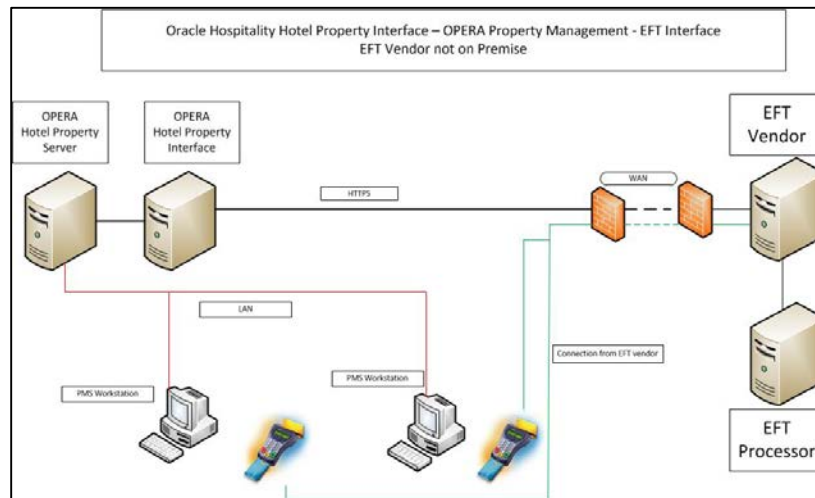 Oracle Hospitality Hotel Property Interface – OPERA Property Management - EFT Interface
EFT Vendor not on Premise
OPERA
Hotel Property
Server
OPERA
Hotel Property
Interface
EFT
Vendor
WAN
HTTPS
LAN
Connection from EFT vendor
PMS Workstation
PMS Workstation
EFT
Processor